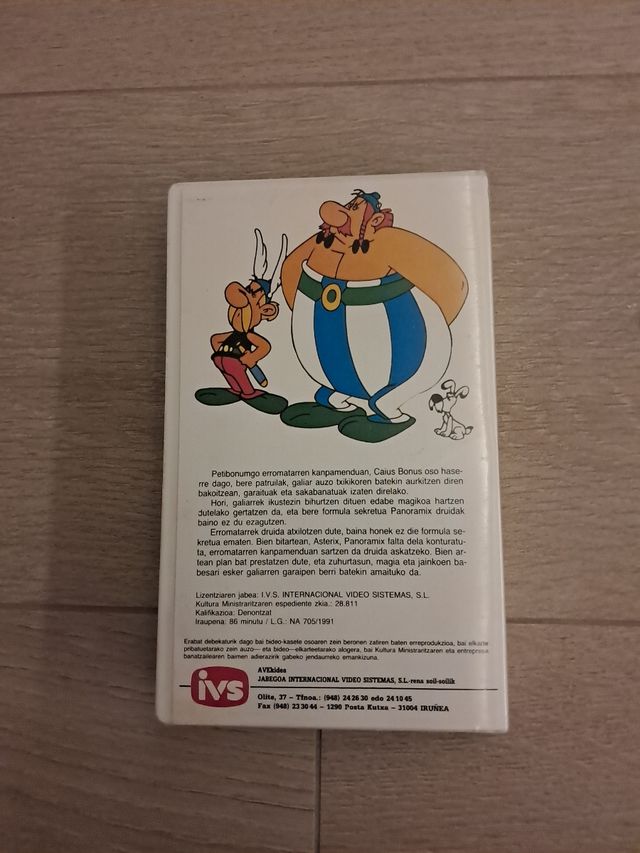 Petibonumgo erromatarren kanpamenduan, Caius Bonus oso hase-
rre dago, bere patruilak, galiar auzo txikikoren batekin aurkitzen diren
bakoitzean, garaituak eta sakabanatuak izaten direlako.
Hori, galiarrek ikustezin bihurtzen dituen edabe magikoa hartzen
dutelako gertatzen da, eta bere formula sekretua Panoramix druidak
baino ez du ezagutzen.
Erromatarrek druida atxilotzen dute, baina honek ez die formula se-
kretua ematen. Bien bitartean, Asterix, Panoramix falta dela konturatu-
ta, erromatarren kanpamenduan sartzen da druida askatzeko. Bien ar-
tean plan bat prestatzen dute, eta zuhurtasun, magia eta jainkoen ba-
besari esker galiarren garaipen berri batekin amaituko da.
Lizentziaren jabea: I.V.S. INTERNACIONAL VIDEO SISTEMAS, S.L.
Kultura Ministraritzaren espediente zkia.: 28.811
Kalifikazioa: Denontzat
Iraupena: 86 minutu / L.G.: NA 705/1991
Erabat debekaturik dago bai bideo-kasete osoaren zein beronen zatiren baten erreprodukzioa, bai elkarte
pribatuetarako zein auzo— eta bideo—elkarteetarako alogera, bai Kultura Ministraritzaren eta entrepresa
banatzailearen baimen adierazirik gabeko jendaurreko emankizuna.
AVEkides
JABEGOA INTERNACIONAL VIDEO SISTEMAS, S.L.-rena soil-soilik
ivs
Olite, 37 – Tfnoa.: (948) 24 26 30 edo 24 10 45
Fax (948) 23 30 44 – 1290 Posta Kutxa – 31004 IRUÑEA